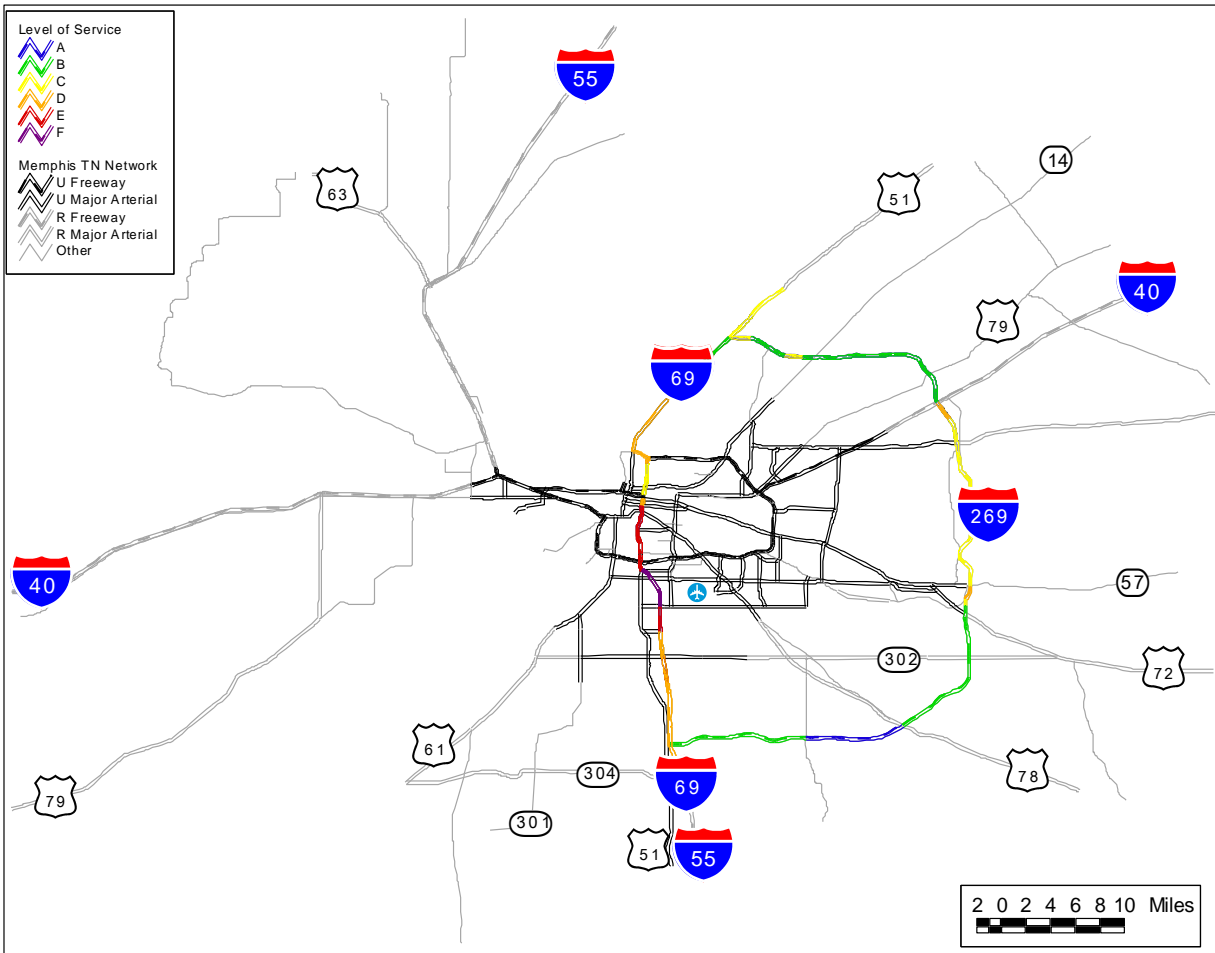 Level of Service
A
B
C
D
E
F
Memphis TN Network
U Freeway
U Major Arterial
R Freeway
R Major Arterial
Other
55
63
14
51
40
79
69
269
40
57
302
72
61
304
69
78
79
301
51
55
2 0 2 4 6 8 10 Miles